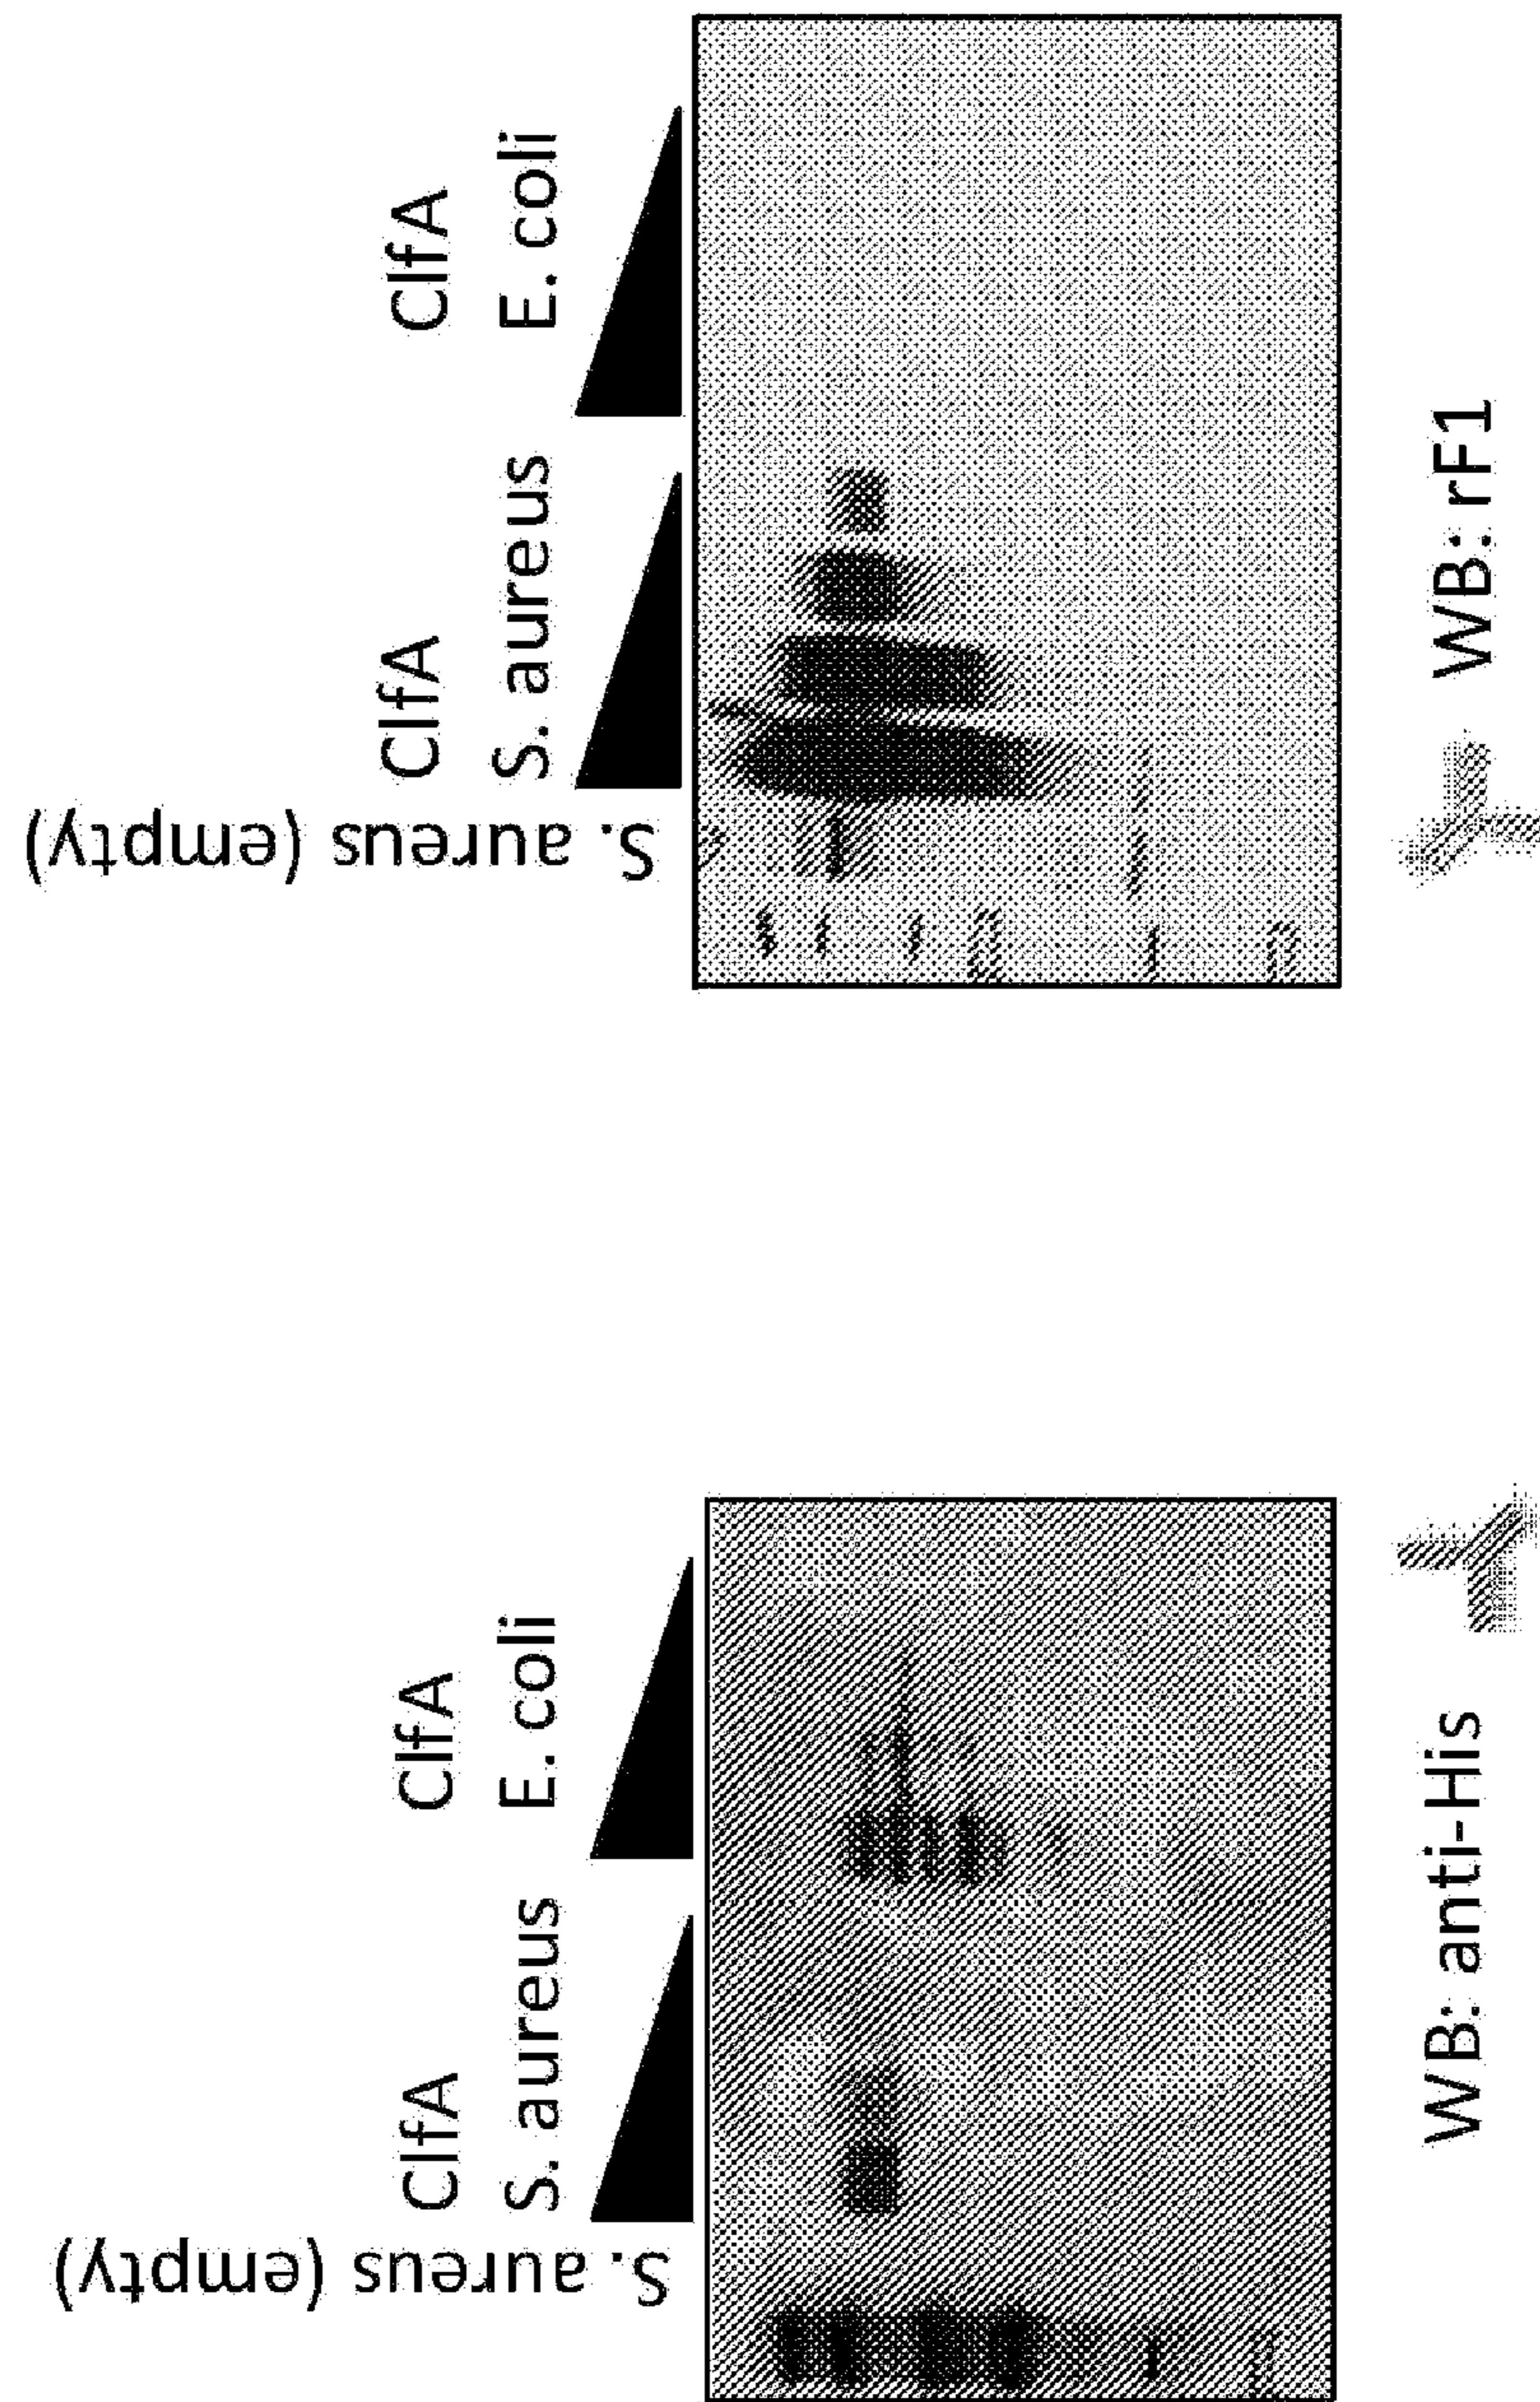 S. aureus (empty)
ClfA
S. aureus
ClfA
E. coli
WB: anti-His
S. aureus (empty)
ClfA
S. aureus
ClfA
E. coli
WB: rF1